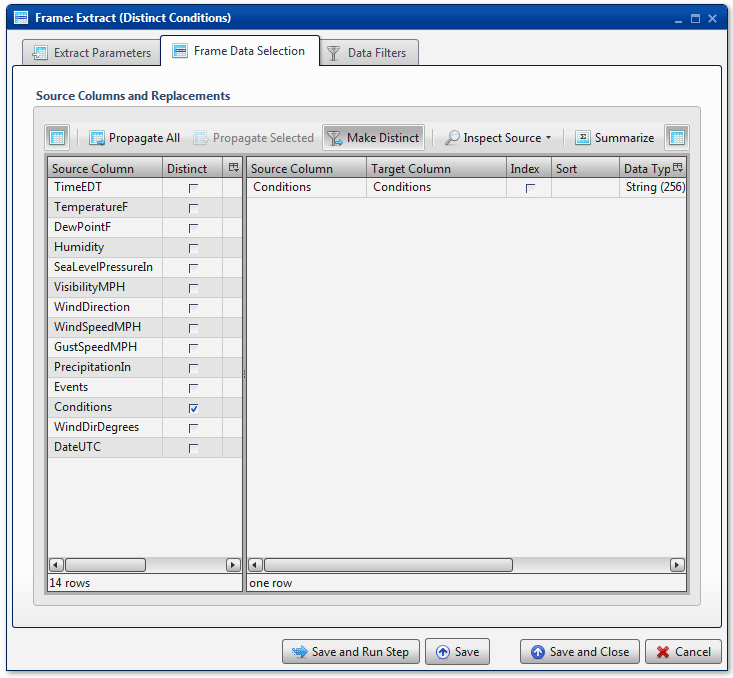 Frame: Extract (Distinct Conditions)
Extract Parameters Frame Data Selection Data Filters
Source Columns and Replacements
Propagate All Propagate Selected Make Distinct Inspect Source Summarize
Source Column Distinct Source Column Target Column Index Sort Data Typ
TimeEDT Conditions Conditions String (256)
TemperatureF
DewPointF
Humidity
SeaLevelPressureIn
VisibilityMPH
WindDirection
WindSpeedMPH
GustSpeedMPH
PrecipitationIn
Events
Conditions
WindDirDegrees
DateUTC
14 rows one row
Save and Run Step Save Save and Close Cancel